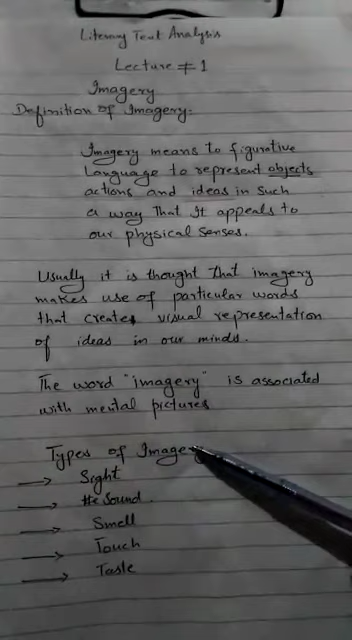 Literary Text Analysis
Lecture # 1
Imagery
Definition of Imagery.
Imagery means to figurative
Language to represent objects
actions and ideas in such
a way that It appeals to
our physical senses.
Usually it is thought that imagery
makes use of particular words
that creates visual representation
of ideas in our minds.
The word "imagery" is associated
with mental pictures
Types of Image
→ Sight
→ Sound.
→ Smell
→ Touch
→ Taste